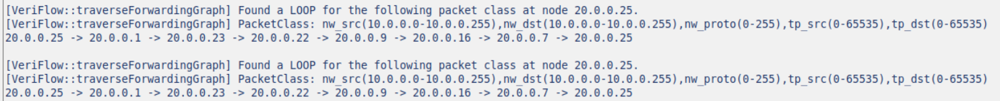 [VeriFlow::traverseForwardingGraph] Found a LOOP for the following packet class at node 20.0.0.25.
[VeriFlow::traverseForwardingGraph] PacketClass: nw_src(10.0.0.0-10.0.0.255),nw_dst(10.0.0.0-10.0.0.255),nw_proto(0-255),tp_src(0-65535),tp_dst(0-65535)
20.0.0.25 -> 20.0.0.1 -> 20.0.0.23 -> 20.0.0.22 -> 20.0.0.9 -> 20.0.0.16 -> 20.0.0.7 -> 20.0.0.25
[VeriFlow::traverseForwardingGraph] Found a LOOP for the following packet class at node 20.0.0.25.
[VeriFlow::traverseForwardingGraph] PacketClass: nw_src(10.0.0.0-10.0.0.255),nw_dst(10.0.0.0-10.0.0.255),nw_proto(0-255),tp_src(0-65535),tp_dst(0-65535)
20.0.0.25 -> 20.0.0.1 -> 20.0.0.23 -> 20.0.0.22 -> 20.0.0.9 -> 20.0.0.16 -> 20.0.0.7 -> 20.0.0.25